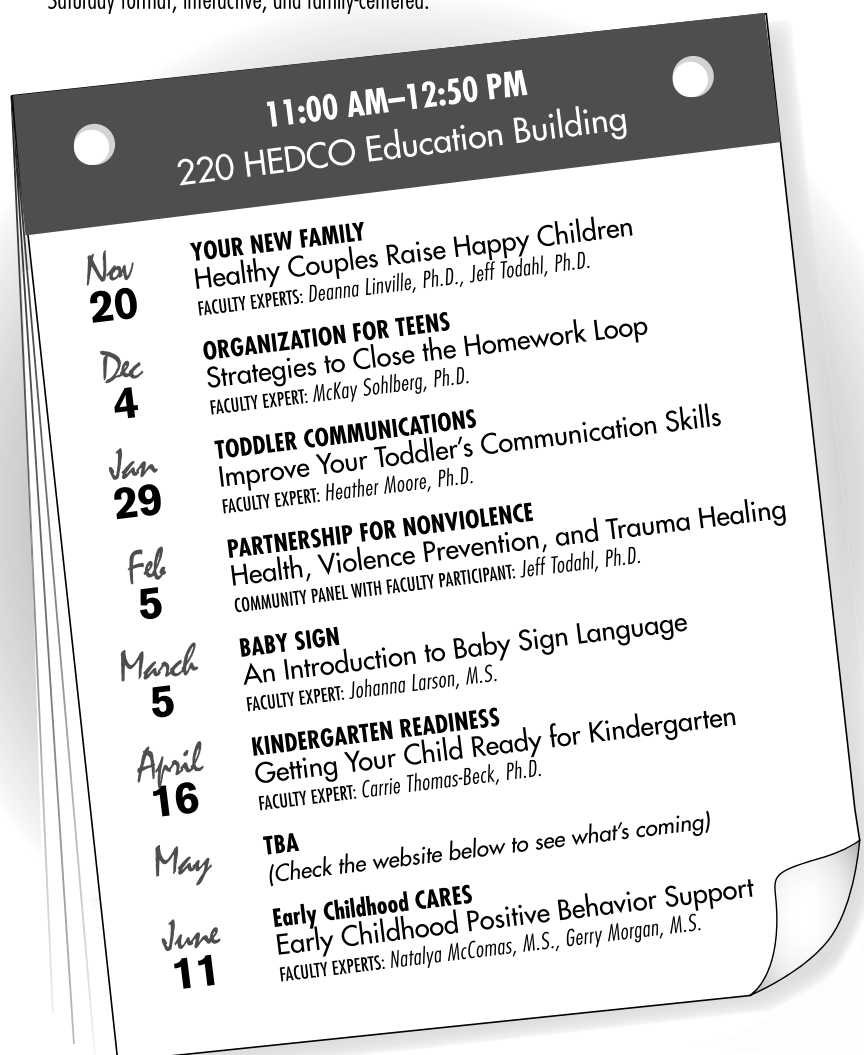 Saturday format, interactive, and family-centered.
11:00 AM–12:50 PM
220 HEDCO Education Building
Nov
20
YOUR NEW FAMILY
Healthy Couples Raise Happy Children
FACULTY EXPERTS: Deanna Linville, Ph.D., Jeff Todahl, Ph.D.
Dec
4
ORGANIZATION FOR TEENS
Strategies to Close the Homework Loop
FACULTY EXPERT: McKay Sohlberg, Ph.D.
Jan
29
TODDLER COMMUNICATIONS
Improve Your Toddler’s Communication Skills
FACULTY EXPERT: Heather Moore, Ph.D.
Feb
5
PARTNERSHIP FOR NONVIOLENCE
Health, Violence Prevention, and Trauma Healing
COMMUNITY PANEL WITH FACULTY PARTICIPANT: Jeff Todahl, Ph.D.
March
5
BABY SIGN
An Introduction to Baby Sign Language
FACULTY EXPERT: Johanna Larson, M.S.
April
16
KINDERGARTEN READINESS
Getting Your Child Ready for Kindergarten
FACULTY EXPERT: Carrie Thomas-Beck, Ph.D.
May
TBA
(Check the website below to see what’s coming)
June
11
Early Childhood CARES
Early Childhood Positive Behavior Support
FACULTY EXPERTS: Natalya McComas, M.S., Gerry Morgan, M.S.